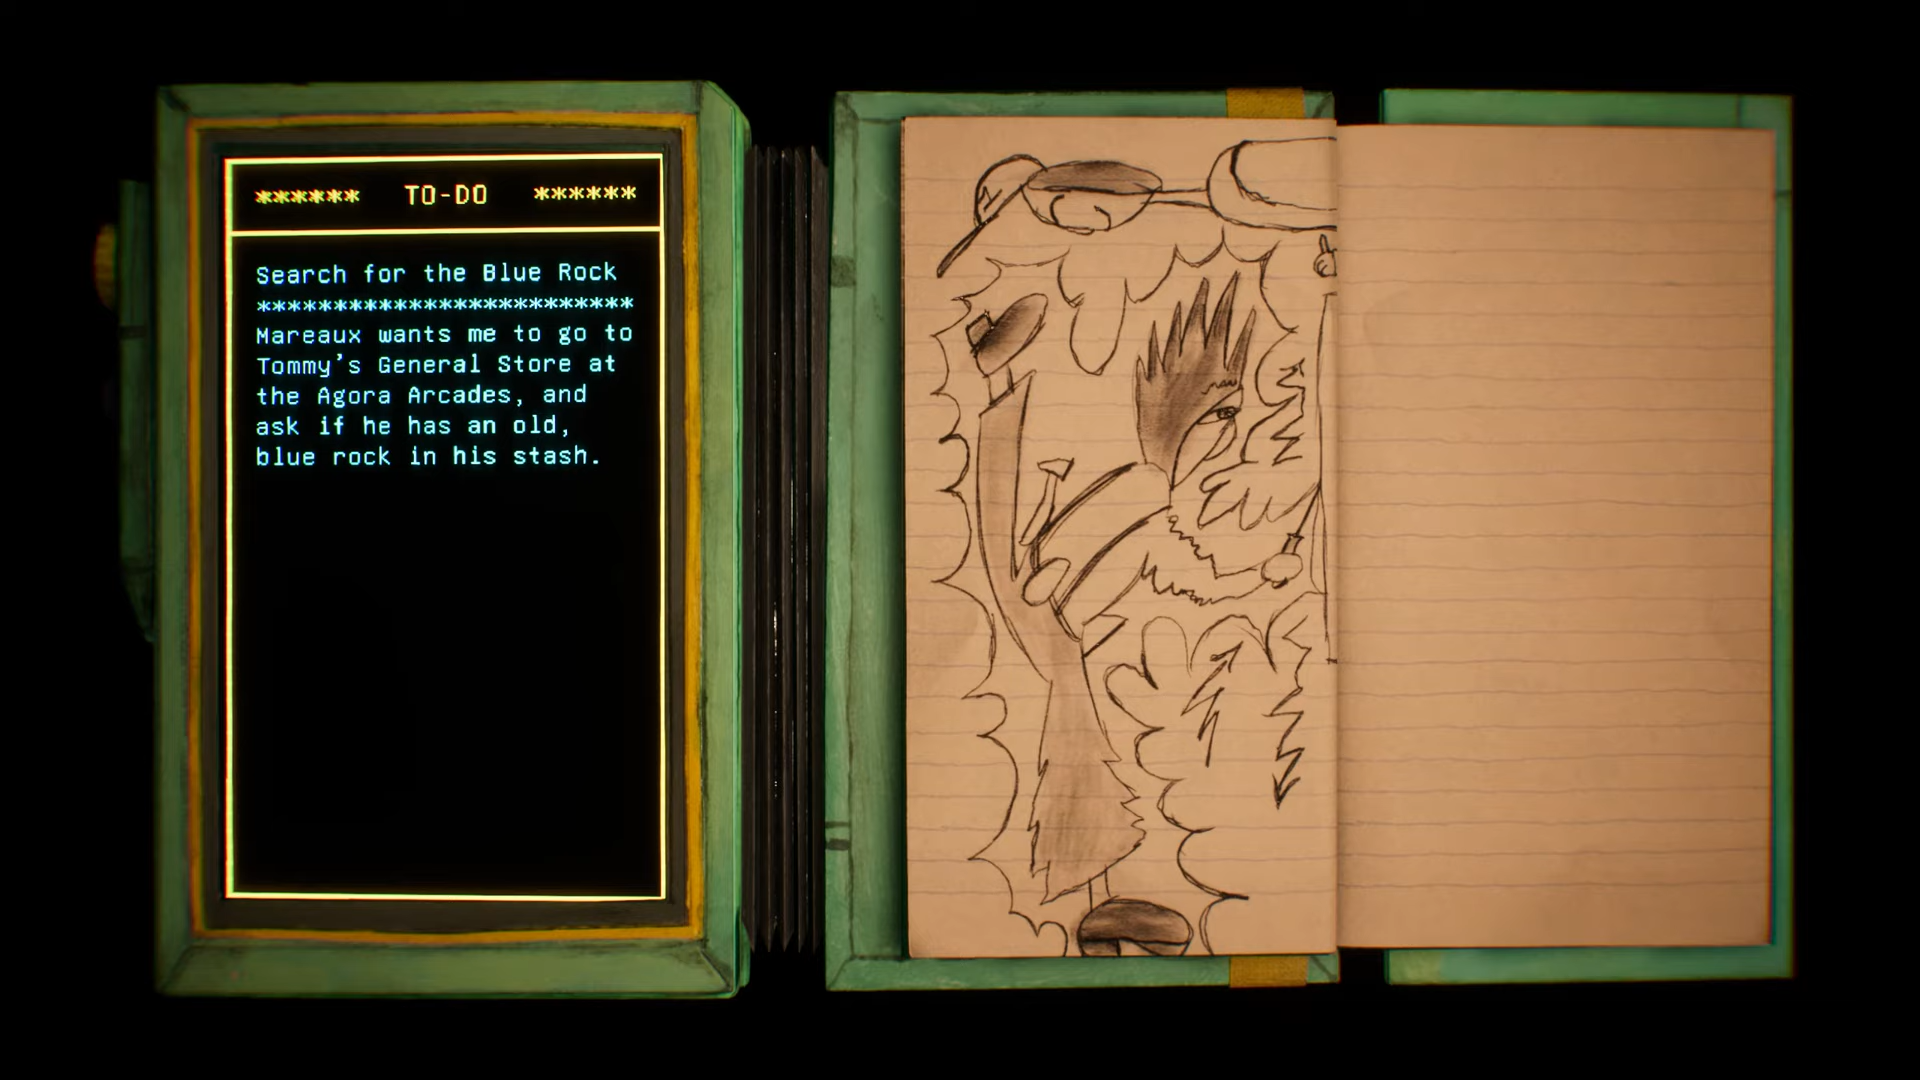 ****** TO-DO ******
Search for the Blue Rock
*************************
Mareaux wants me to go to
Tommy's General Store at
the Agora Arcades, and
ask if he has an old,
blue rock in his stash.